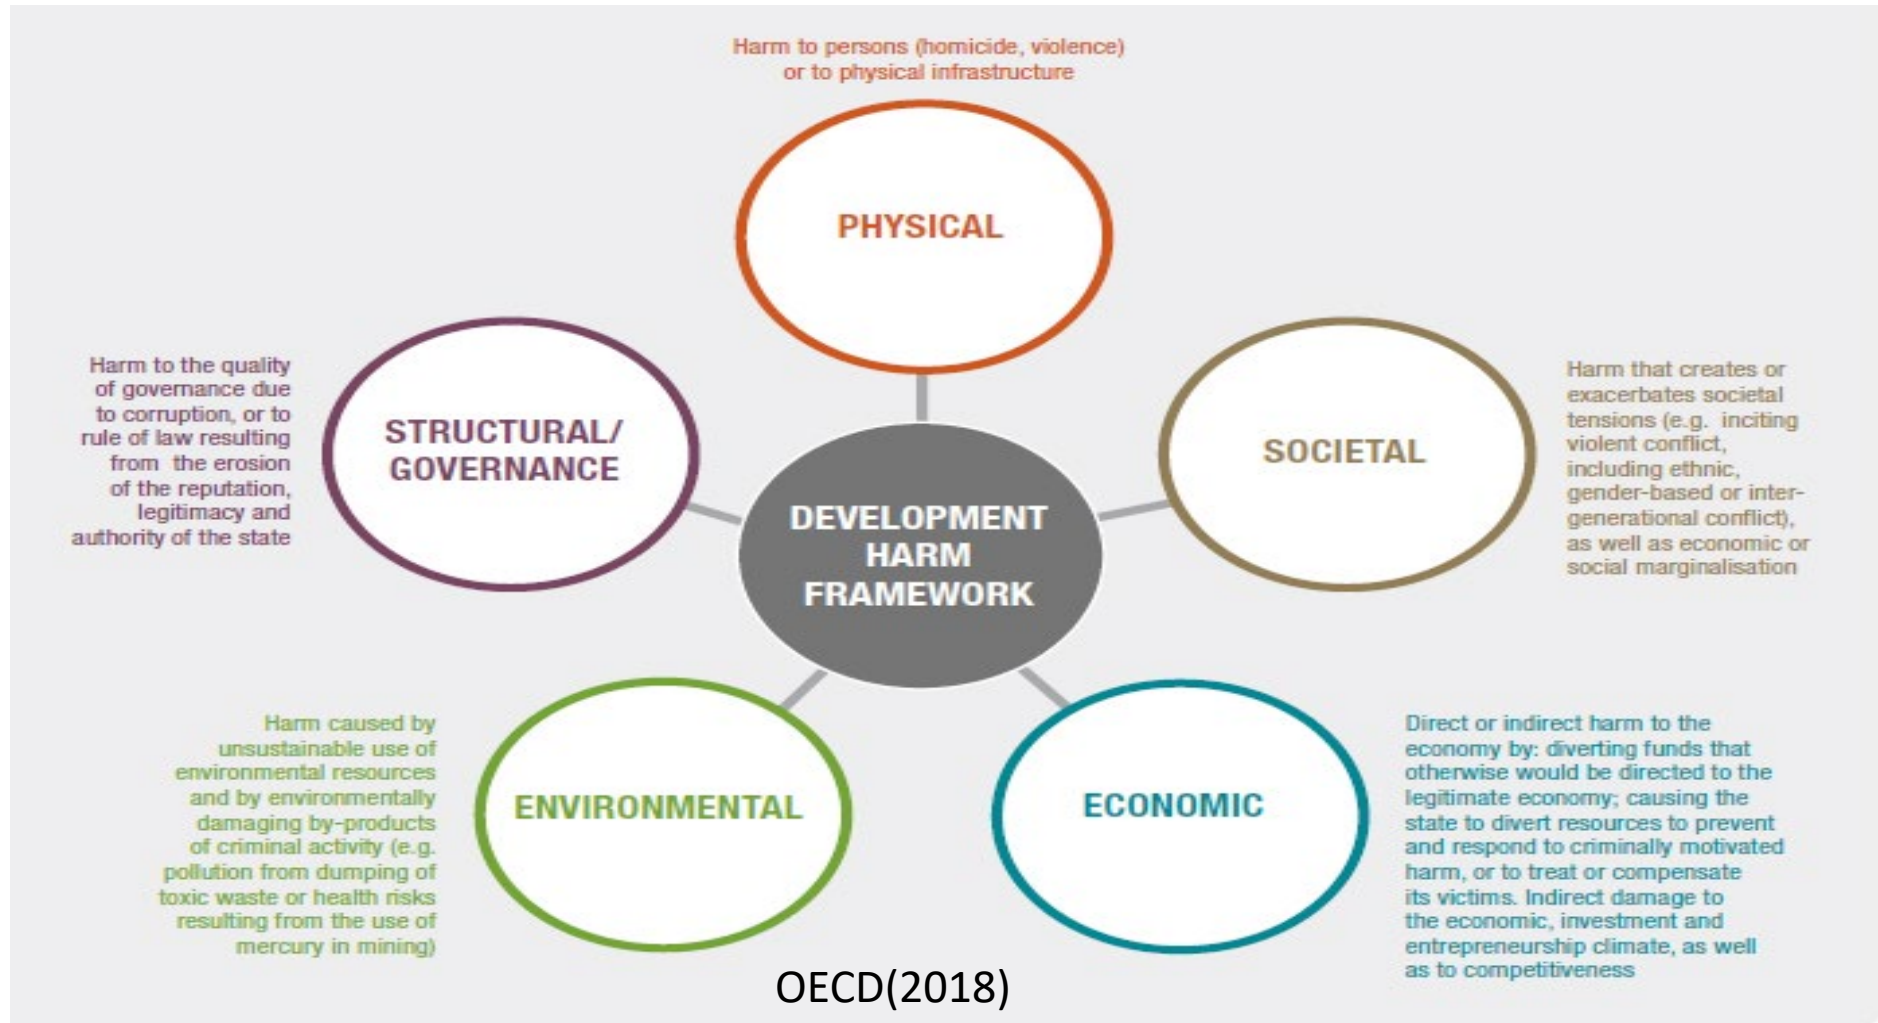 Harm to persons (homicide, violence)
or to physical infrastructure
PHYSICAL
Harm to the quality
of governance due
to corruption, or to
rule of law resulting
from the erosion
of the reputation,
legitimacy and
authority of the state
STRUCTURAL/
GOVERNANCE
SOCIETAL
Harm that creates or
exacerbates societal
tensions (e.g. inciting
violent conflict,
including ethnic,
gender-based or inter-
generational conflict),
as well as economic or
social marginalisation
DEVELOPMENT
HARM
FRAMEWORK
Harm caused by
unsustainable use of
environmental resources
and by environmentally
damaging by-products
of criminal activity (e.g.
pollution from dumping of
toxic waste or health risks
resulting from the use of
mercury in mining)
ENVIRONMENTAL
ECONOMIC
Direct or indirect harm to the
economy by: diverting funds that
otherwise would be directed to the
legitimate economy; causing the
state to divert resources to prevent
and respond to criminally motivated
harm, or to treat or compensate
its victims. Indirect damage to
the economic, investment and
entrepreneurship climate, as well
as to competitiveness
OECD(2018)